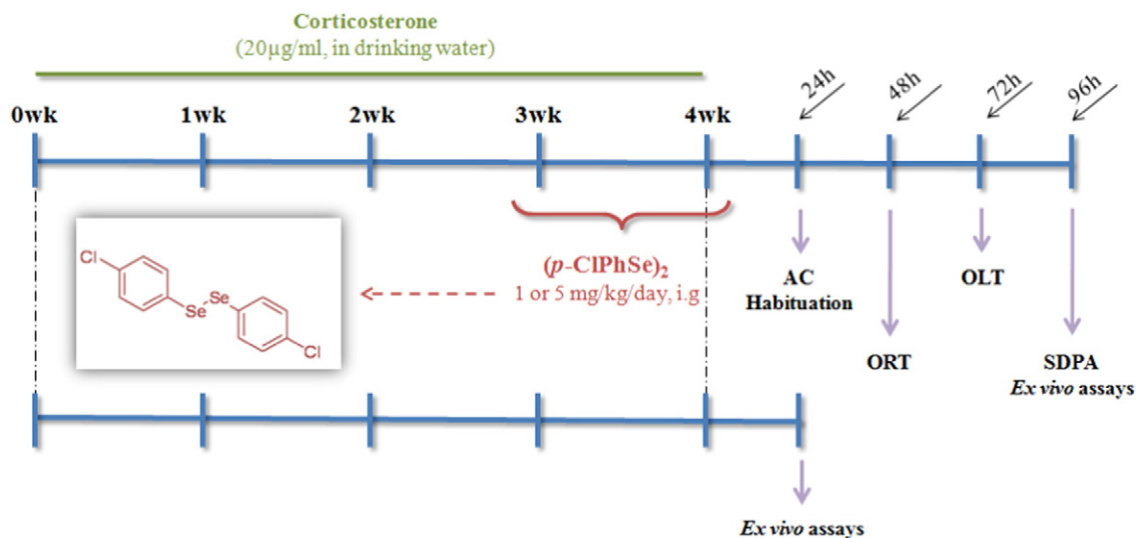 Corticosterone
(20µg/ml, in drinking water)
24h
48h
72h
96h
0wk 1wk 2wk 3wk 4wk
Cl
Se
Se
Cl
(p-ClPhSe)₂
1 or 5 mg/kg/day, i.g
AC
Habituation
OLT
ORT
SDPA
Ex vivo assays
Ex vivo assays